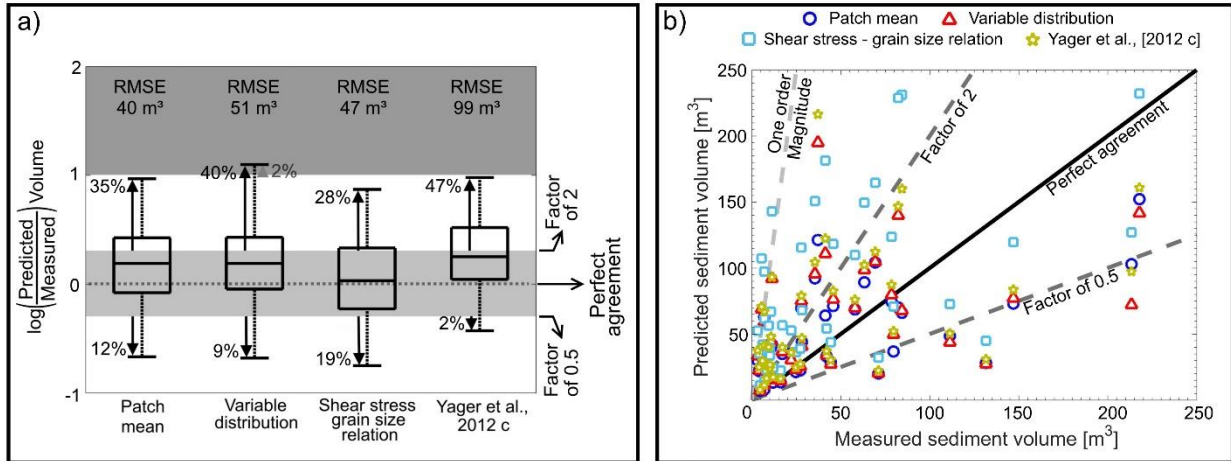 a)
2
1
0
-1
log(Predicted/Measured) Volume
RMSE
40 m³
RMSE
51 m³
RMSE
47 m³
RMSE
99 m³
35%
40%
2%
28%
47%
12%
9%
19%
2%
Factor
of 2
Perfect
agreement
Factor
of 0.5
Patch
mean
Variable
distribution
Shear stress
grain size
relation
Yager et al.,
2012 c
b)
Patch mean
Variable distribution
Shear stress - grain size relation
Yager et al., [2012 c]
250
200
150
100
50
Predicted sediment volume [m³]
One order
Magnitude
Factor of 2
Perfect agreement
Factor of 0.5
0
50
100
150
200
250
Measured sediment volume [m³]